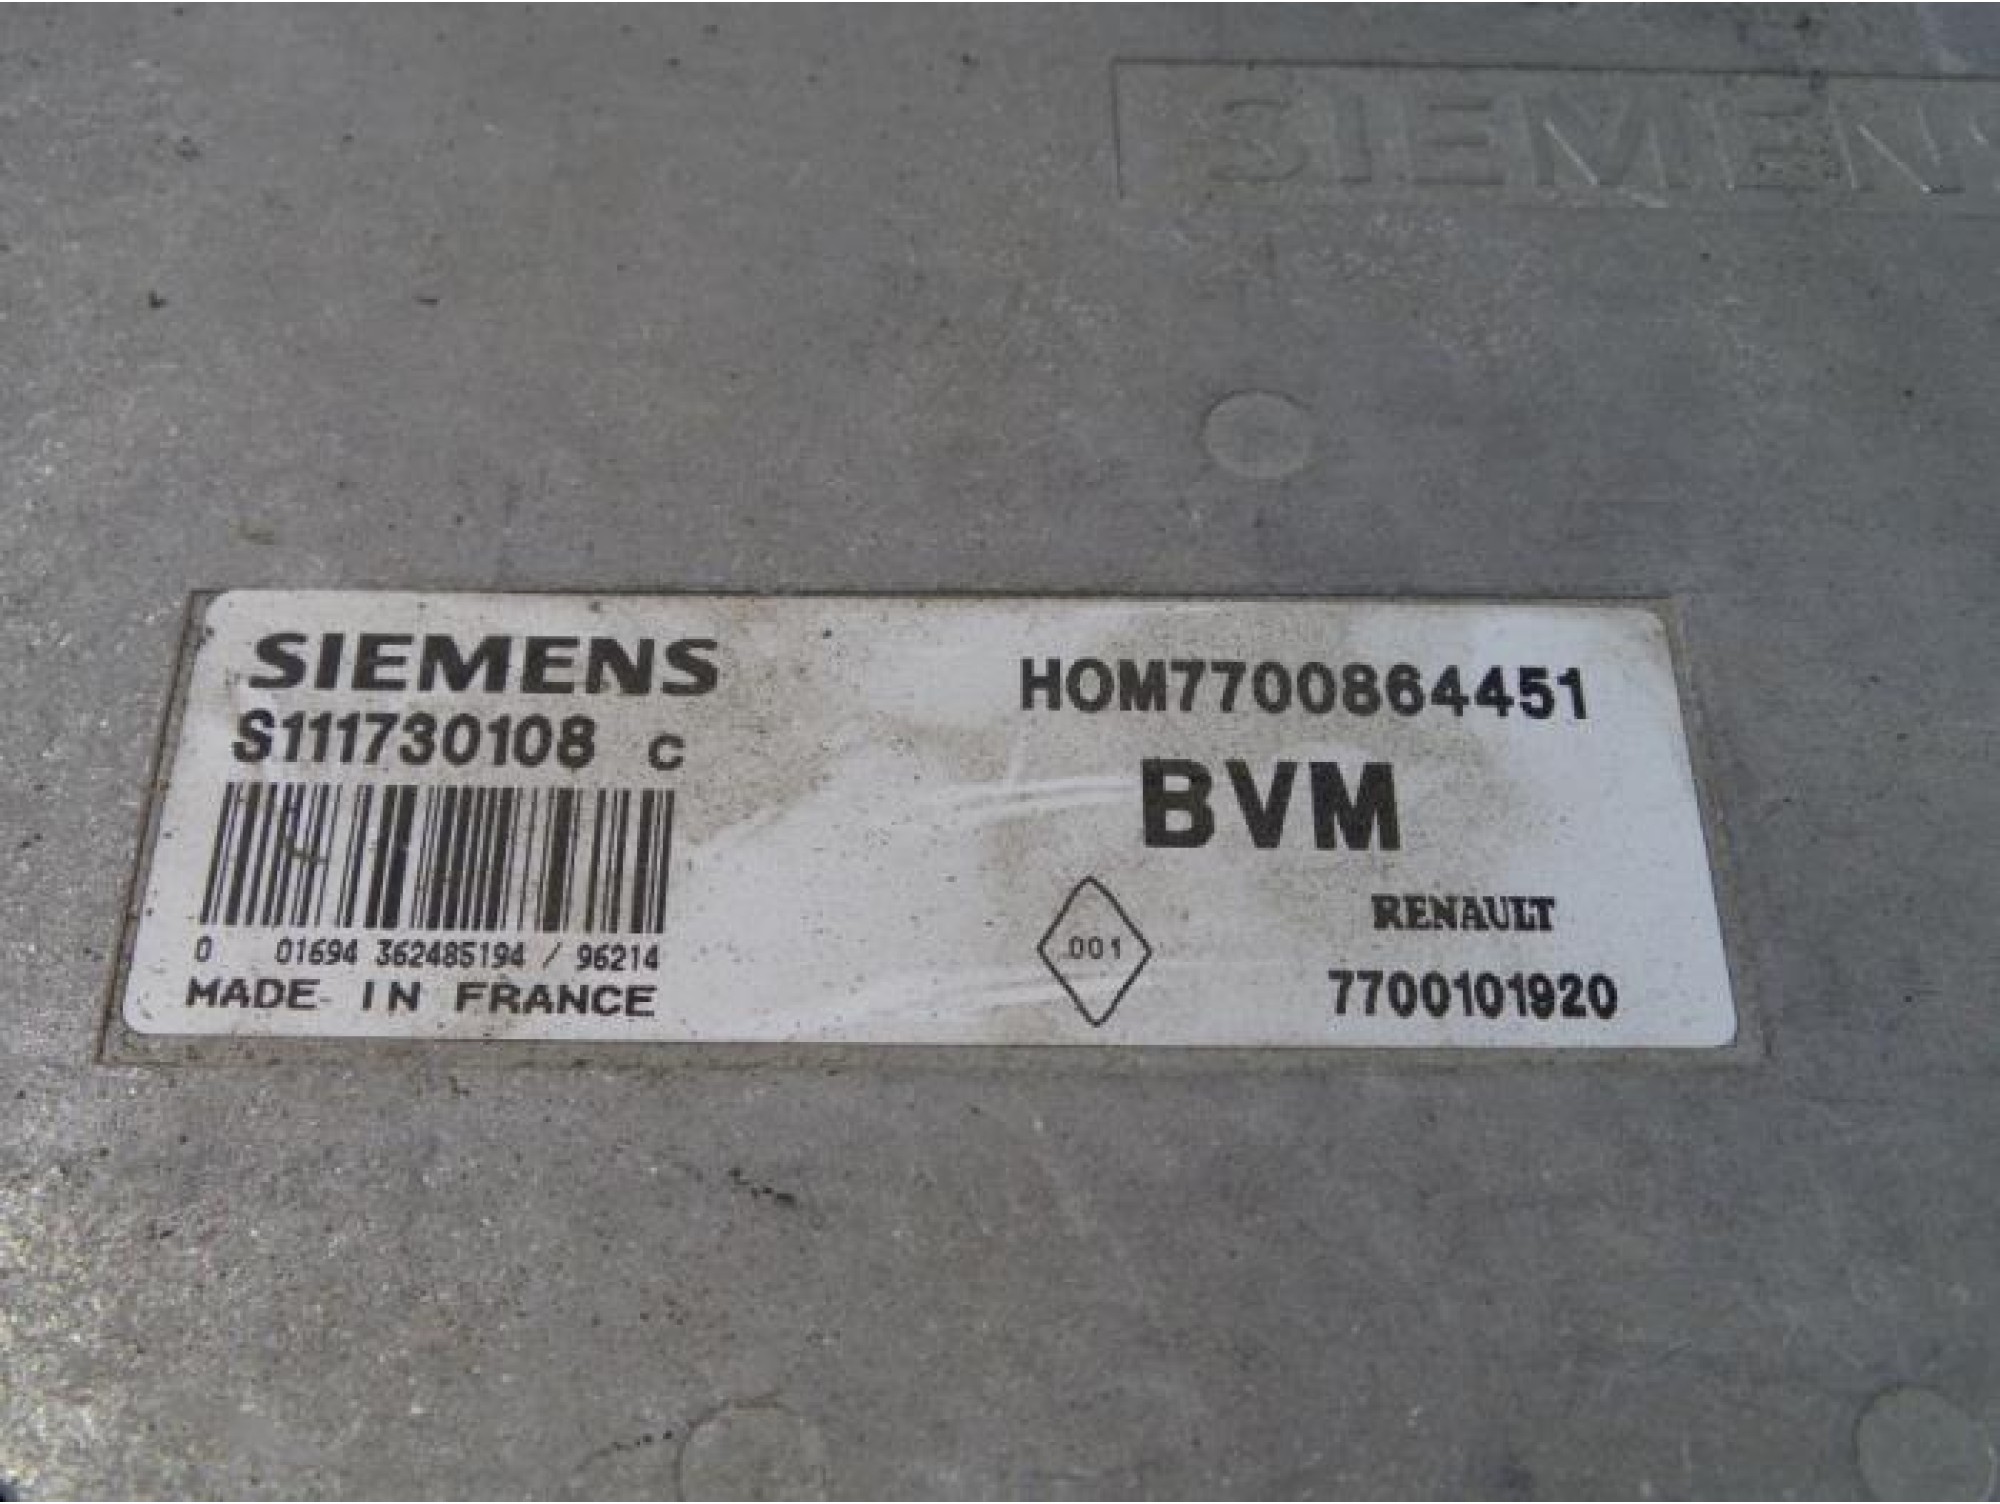 SIEMENS
SIEMENS
S111730108 C
0 01694 362485194 / 96214
MADE IN FRANCE
HOM7700864451
BVM
001
RENAULT
7700101920